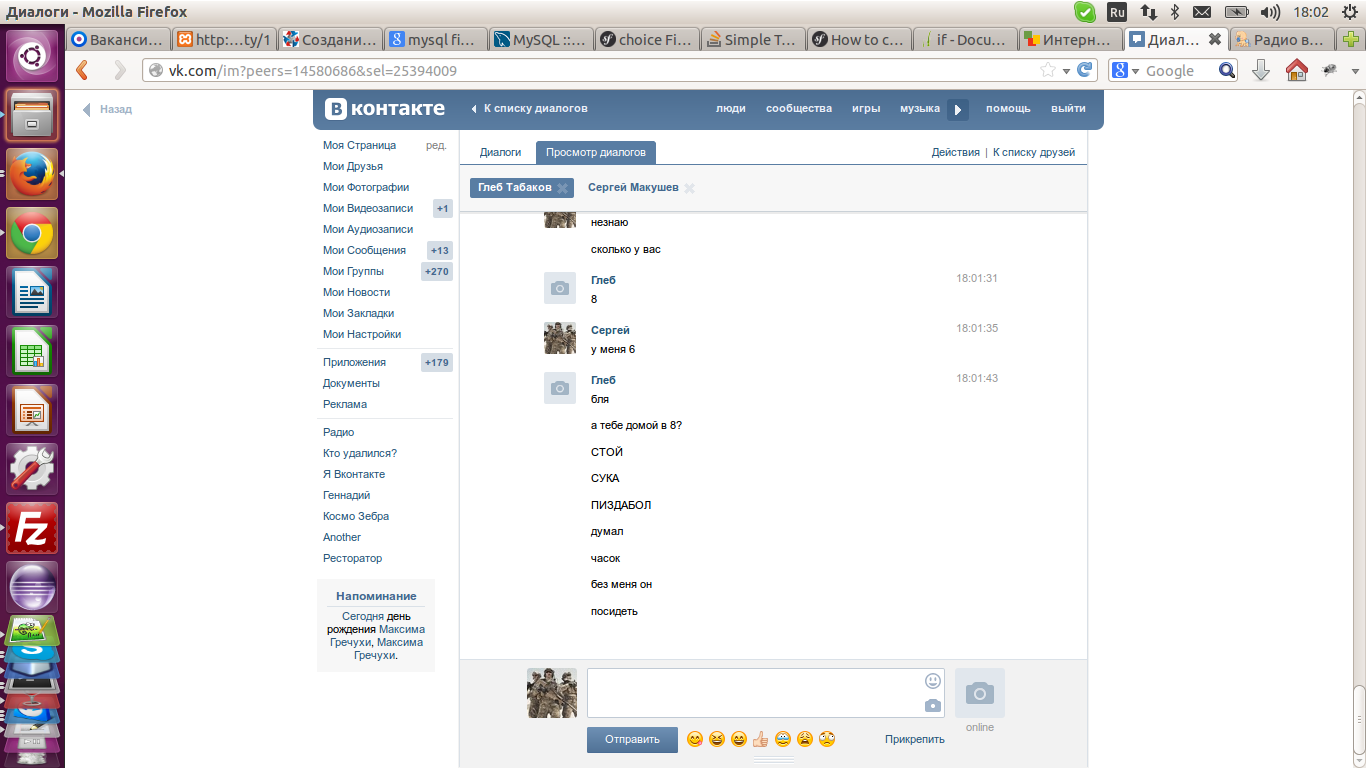 Диалоги - Mozilla Firefox
Ru
18:02
Ваканси...
http:...ty/1
Создани...
mysql fi...
MySQL ::...
choice Fi...
Simple T...
How to c...
if - Docu...
Интерн...
Диал...
Радио в...
vk.com/im?peers=14580686&sel=25394009
Google
Назад
В контакте
К списку диалогов
люди
сообщества
игры
музыка
помощь
выйти
Моя Страница
ред.
Мои Друзья
Мои Фотографии
Мои Видеозаписи +1
Мои Аудиозаписи
Мои Сообщения +13
Мои Группы +270
Мои Новости
Мои Закладки
Мои Настройки
Приложения +179
Документы
Реклама
Радио
Кто удалился?
Я Вконтакте
Геннадий
Космо Зебра
Another
Ресторатор
Напоминание
Сегодня день
рождения Максима
Гречухи, Максима
Гречухи.
Диалоги
Просмотр диалогов
Действия | К списку друзей
Глеб Табаков
Сергей Макушев
незнаю
сколько у вас
Глеб 18:01:31
8
Сергей 18:01:35
у меня 6
Глеб 18:01:43
бля
а тебе домой в 8?
СТОЙ
СУКА
ПИЗДАБОЛ
думал
часок
без меня он
посидеть
online
Отправить
Прикрепить
Fz